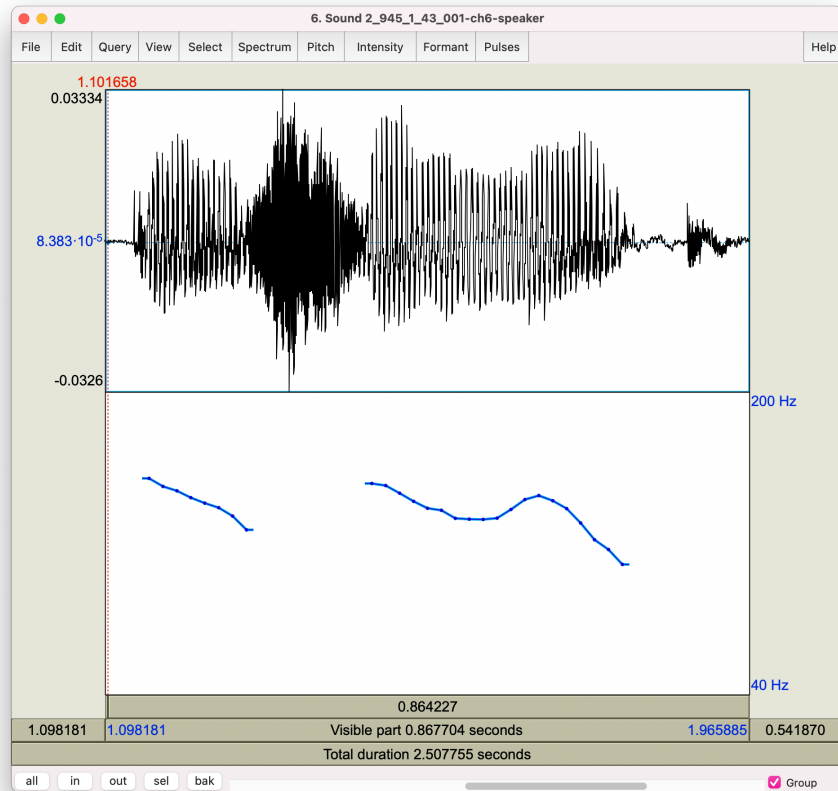 6. Sound 2_945_1_43_001-ch6-speaker
File Edit Query View Select Spectrum Pitch Intensity Formant Pulses Help
1.101658
0.03334
8.383·10⁻⁵
-0.0326
200 Hz
40 Hz
0.864227
1.098181 1.098181 Visible part 0.867704 seconds 1.965885 0.541870
Total duration 2.507755 seconds
all in out sel bak Group